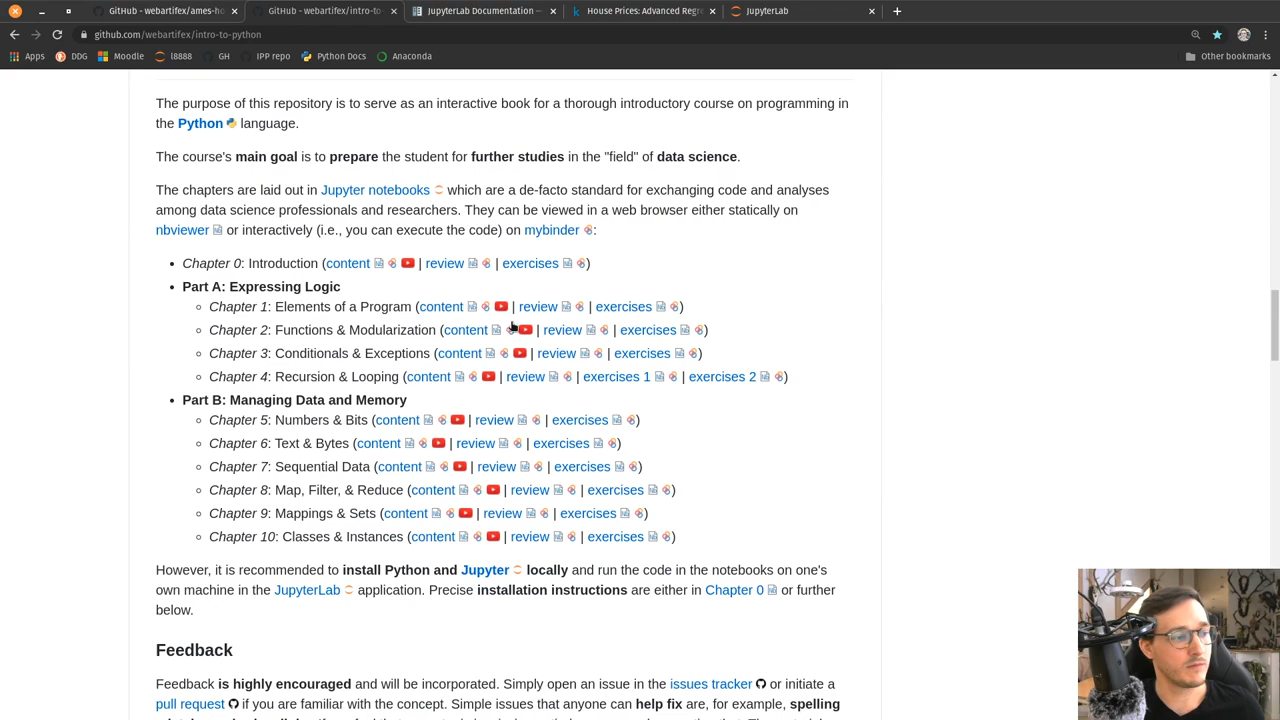 GitHub - webartifex/ames-ho
GitHub - webartifex/intro-to
JupyterLab Documentation —
House Prices: Advanced Regr
JupyterLab
github.com/webartifex/intro-to-python
Apps
DDG
Moodle
l8888
GH
IPP repo
Python Docs
Anaconda
Other bookmarks
The purpose of this repository is to serve as an interactive book for a thorough introductory course on programming in
the Python language.
The course's main goal is to prepare the student for further studies in the "field" of data science.
The chapters are laid out in Jupyter notebooks which are a de-facto standard for exchanging code and analyses
among data science professionals and researchers. They can be viewed in a web browser either statically on
nbviewer or interactively (i.e., you can execute the code) on mybinder :
• Chapter 0: Introduction (content | review | exercises )
• Part A: Expressing Logic
○ Chapter 1: Elements of a Program (content | review | exercises )
○ Chapter 2: Functions & Modularization (content | review | exercises )
○ Chapter 3: Conditionals & Exceptions (content | review | exercises )
○ Chapter 4: Recursion & Looping (content | review | exercises 1 | exercises 2 )
• Part B: Managing Data and Memory
○ Chapter 5: Numbers & Bits (content | review | exercises )
○ Chapter 6: Text & Bytes (content | review | exercises )
○ Chapter 7: Sequential Data (content | review | exercises )
○ Chapter 8: Map, Filter, & Reduce (content | review | exercises )
○ Chapter 9: Mappings & Sets (content | review | exercises )
○ Chapter 10: Classes & Instances (content | review | exercises )
However, it is recommended to install Python and Jupyter locally and run the code in the notebooks on one's
own machine in the JupyterLab application. Precise installation instructions are either in Chapter 0 or further
below.
Feedback
Feedback is highly encouraged and will be incorporated. Simply open an issue in the issues tracker or initiate a
pull request if you are familiar with the concept. Simple issues that anyone can help fix are, for example, spelling